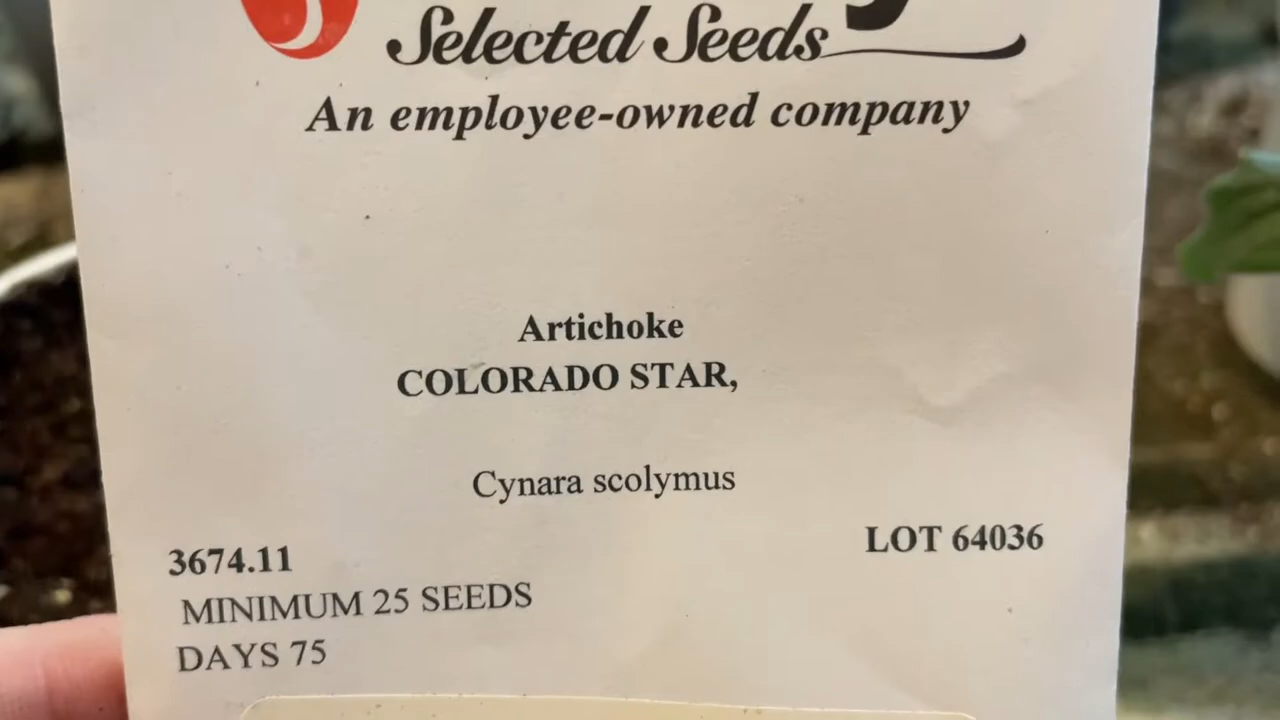 Selected Seeds
An employee-owned company
Artichoke
COLORADO STAR,
Cynara scolymus
LOT 64036
3674.11
MINIMUM 25 SEEDS
DAYS 75